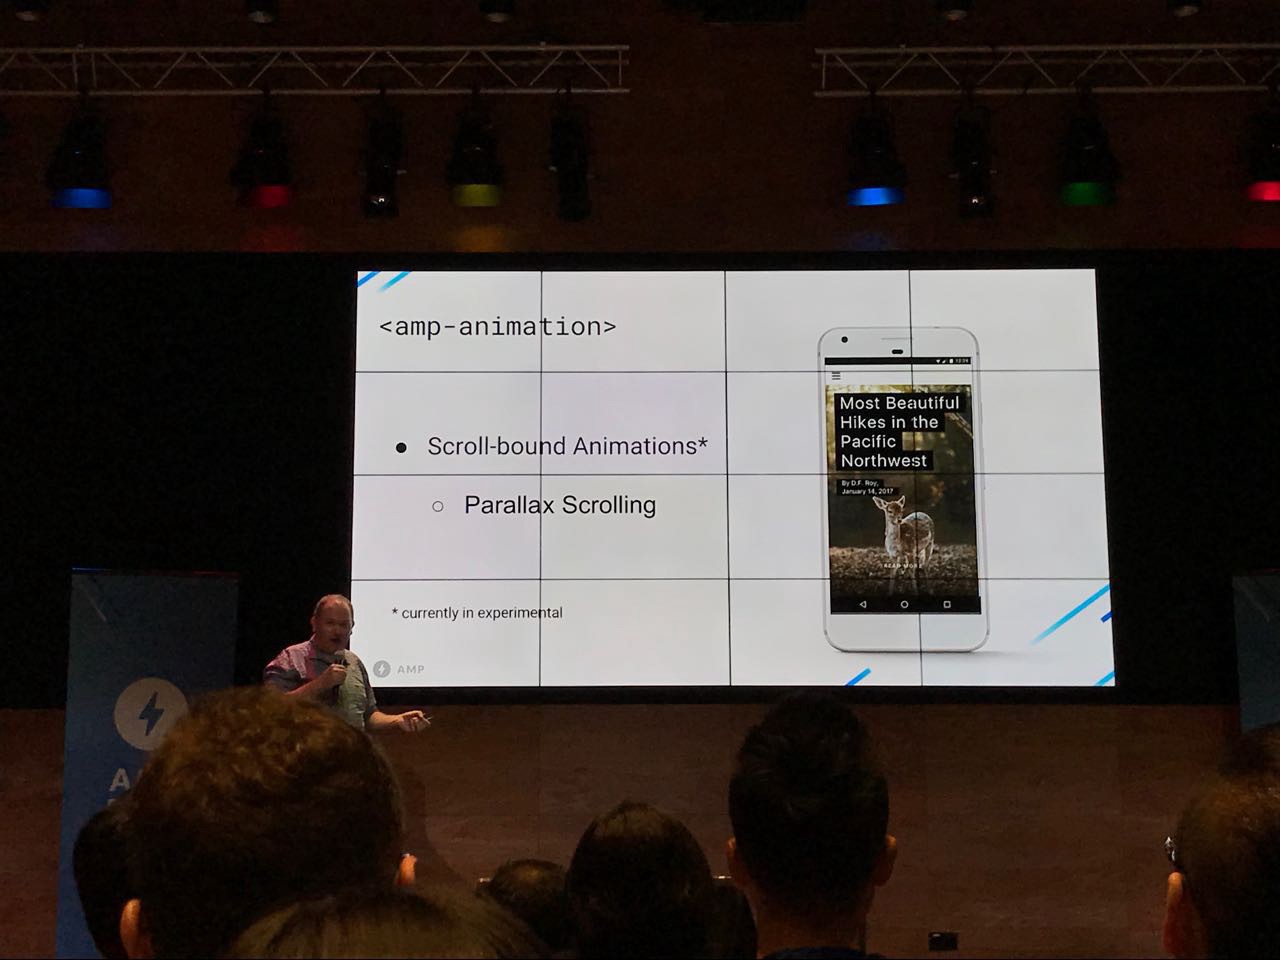 <amp-animation>
● Scroll-bound Animations*
○ Parallax Scrolling
* currently in experimental
AMP
Most Beautiful
Hikes in the
Pacific
Northwest
By D.F. Roy,
January 14, 2017
READ MORE
A